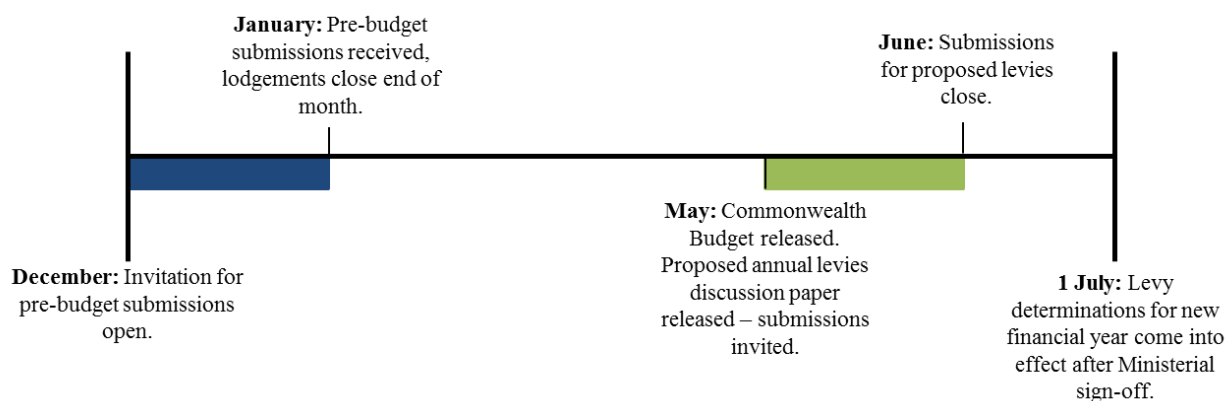 January: Pre-budget
submissions received,
lodgements close end of
month.
June: Submissions
for proposed levies
close.
December: Invitation for
pre-budget submissions
open.
May: Commonwealth
Budget released.
Proposed annual levies
discussion paper
released – submissions
invited.
1 July: Levy
determinations for new
financial year come into
effect after Ministerial
sign-off.